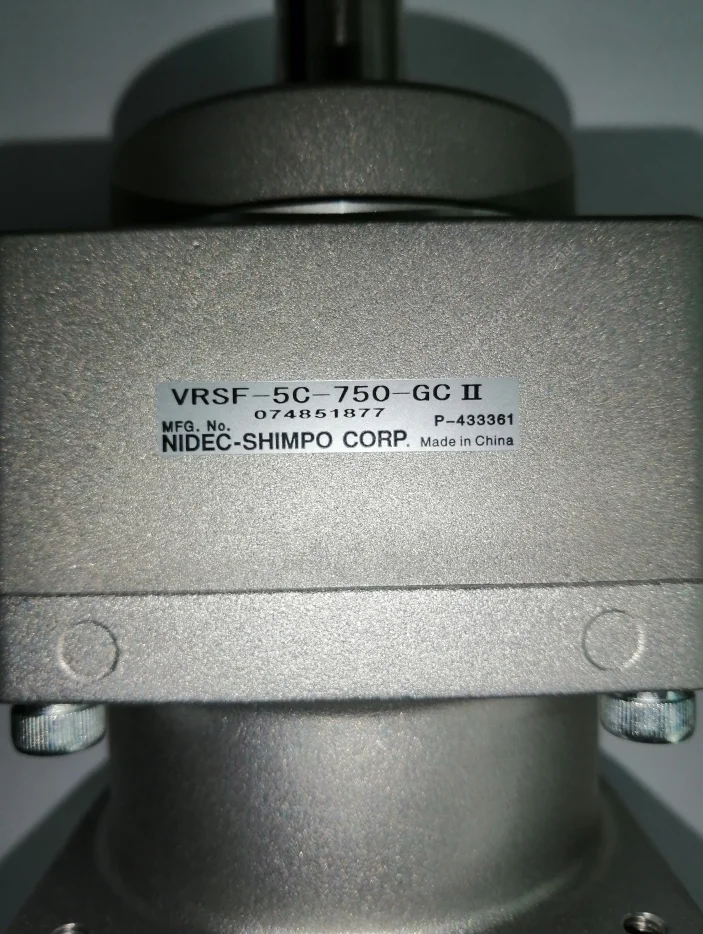 VRSF-5C-750-GC II
074851877
MFG. No. P-433361
NIDEC-SHIMPO CORP. Made in China